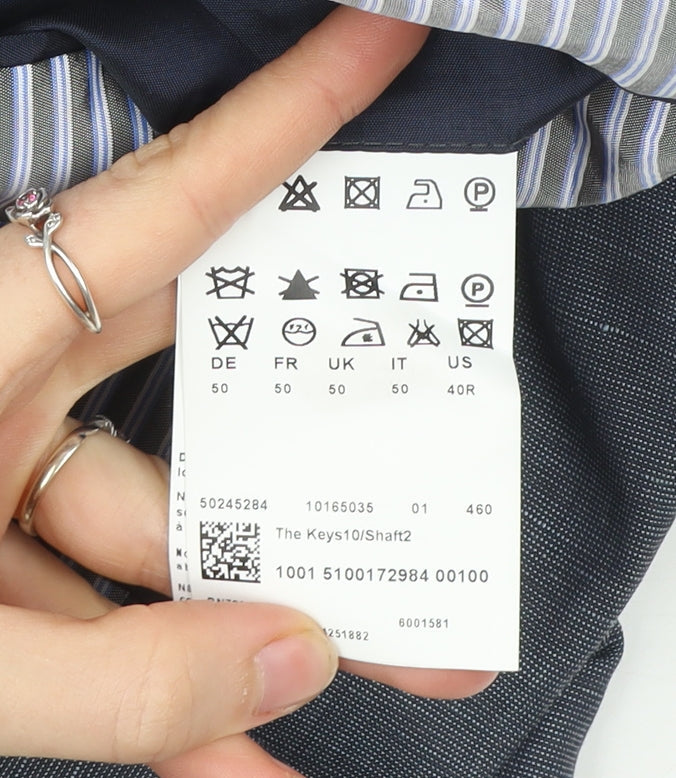 P
P
DE FR UK IT US
50 50 50 50 40R
50245284 10165035 01 460
The Keys10/Shaft2
1001 5100172984 00100
6001581
251882